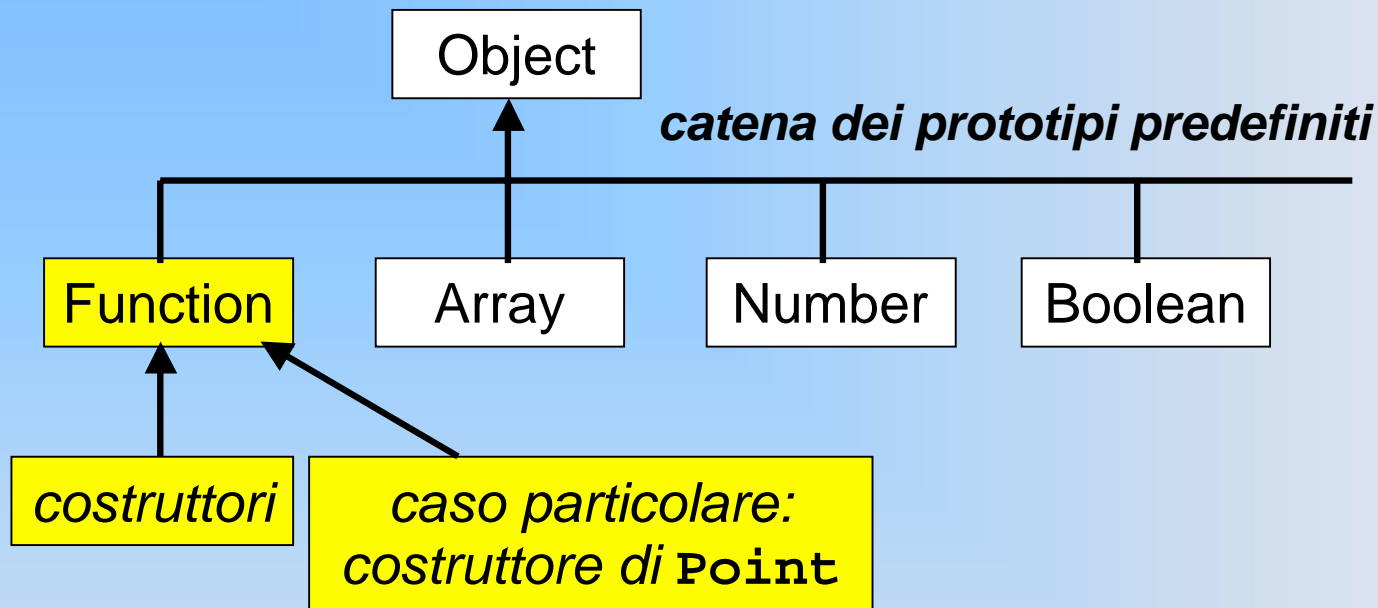 Object
catena dei prototipi predefiniti
Function
Array
Number
Boolean
costruttori
caso particolare:
costruttore di Point